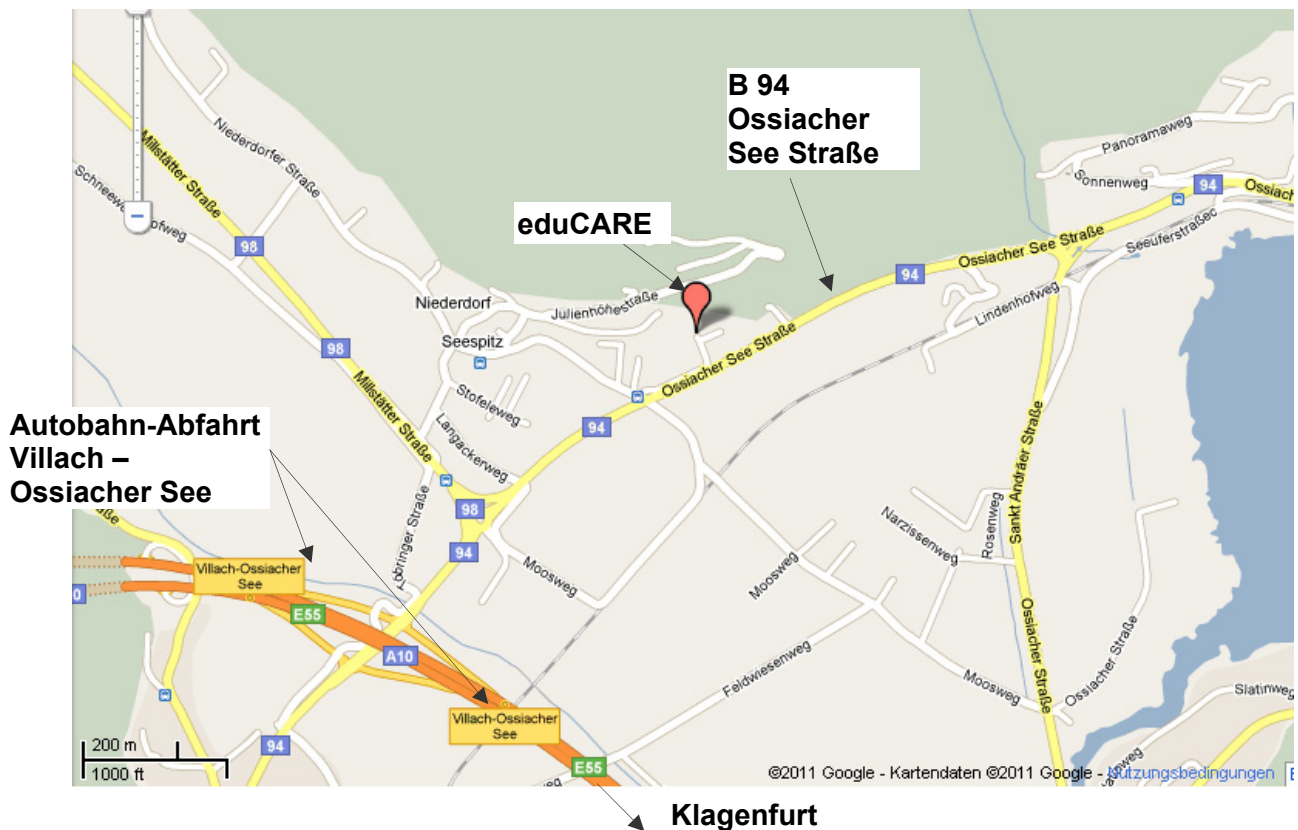 B 94
Ossiacher
See Straße
eduCARE
Autobahn-Abfahrt
Villach –
Ossiacher See
Klagenfurt
Panoramaweg
Sonnenweg
94
Ossiach
Seeuferstraße
Ossiacher See Straße
94
Lindenhofweg
Niederdorfer Straße
Millstätter Straße
98
Niederdorf
Julienhöhestraße
Seespitz
98
Ossiacher See Straße
Stofeleweg
Millstätter Straße
94
Langackerweg
98
94
Moosweg
Narzissenweg
Rosenweg
Sankt Andräer Straße
Moosweg
Villach-Ossiacher
See
E55
A10
Feldwiesenweg
Moosweg
Ossiacher Straße
Ossiacher Straße
Slatinweg
Villach-Ossiacher
See
94
E55
200 m
1000 ft
©2011 Google - Kartendaten ©2011 Google - Nutzungsbedingungen